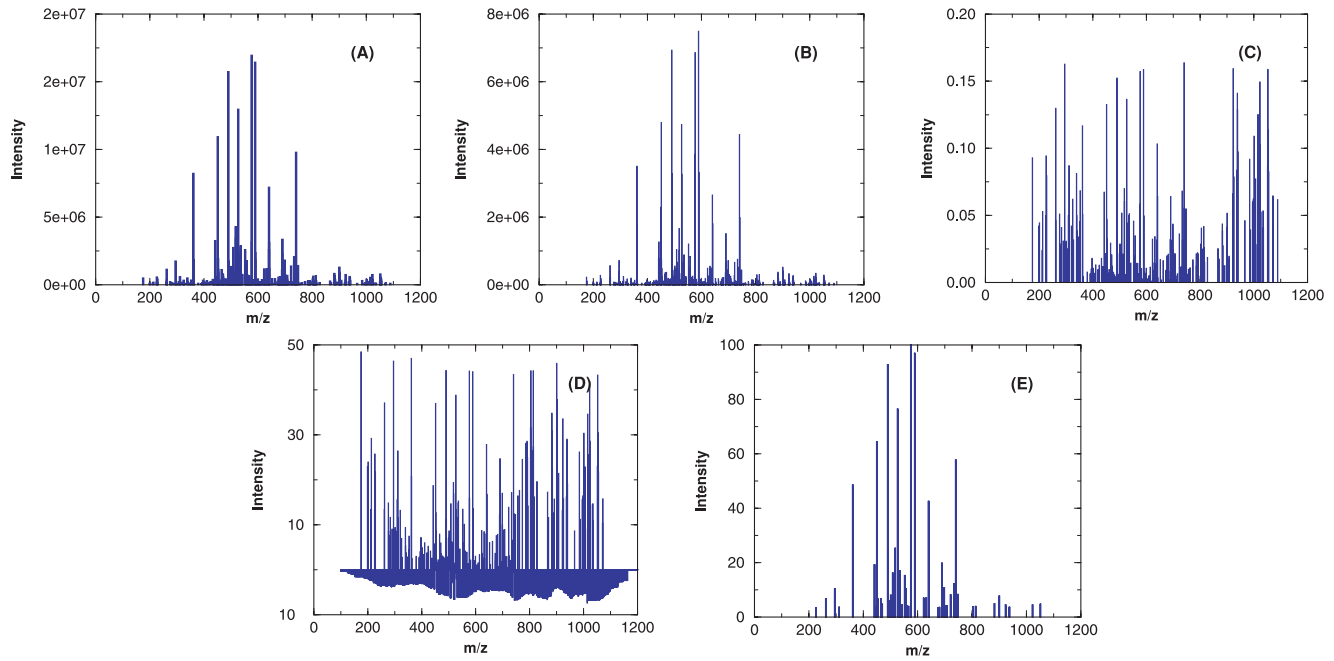 2e+07
2e+07
1e+07
5e+06
0e+00
0 200 400 600 800 1000 1200
m/z
Intensity
(A)
8e+06
6e+06
4e+06
2e+06
0e+00
0 200 400 600 800 1000 1200
m/z
Intensity
(B)
0.20
0.15
0.10
0.05
0.00
0 200 400 600 800 1000 1200
m/z
Intensity
(C)
50
30
10
10
0 200 400 600 800 1000 1200
m/z
Intensity
(D)
100
80
60
40
20
0
0 200 400 600 800 1000 1200
m/z
Intensity
(E)